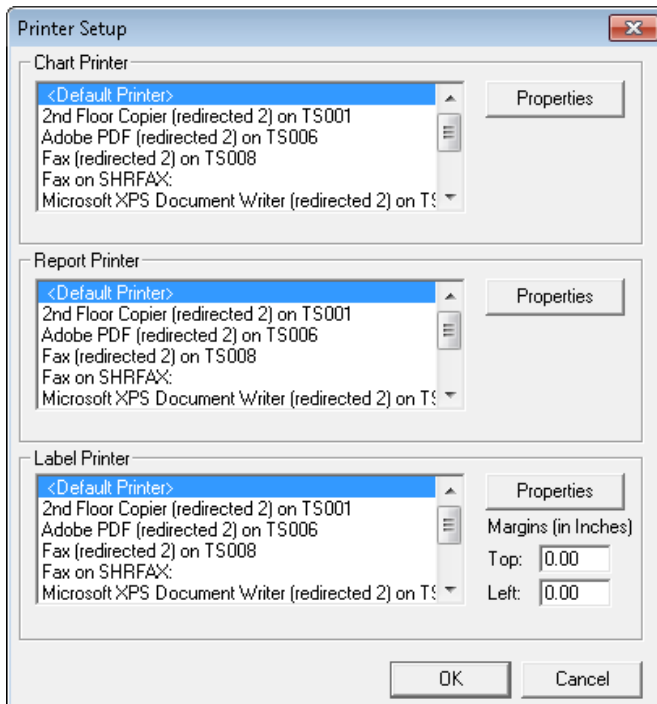 Printer Setup
Chart Printer
<Default Printer>
2nd Floor Copier (redirected 2) on TS001
Adobe PDF (redirected 2) on TS006
Fax (redirected 2) on TS008
Fax on SHRFAX:
Microsoft XPS Document Writer (redirected 2) on TS
Properties
Report Printer
<Default Printer>
2nd Floor Copier (redirected 2) on TS001
Adobe PDF (redirected 2) on TS006
Fax (redirected 2) on TS008
Fax on SHRFAX:
Microsoft XPS Document Writer (redirected 2) on TS
Properties
Label Printer
<Default Printer>
2nd Floor Copier (redirected 2) on TS001
Adobe PDF (redirected 2) on TS006
Fax (redirected 2) on TS008
Fax on SHRFAX:
Microsoft XPS Document Writer (redirected 2) on TS
Properties
Margins (in Inches)
Top: 0.00
Left: 0.00
OK Cancel